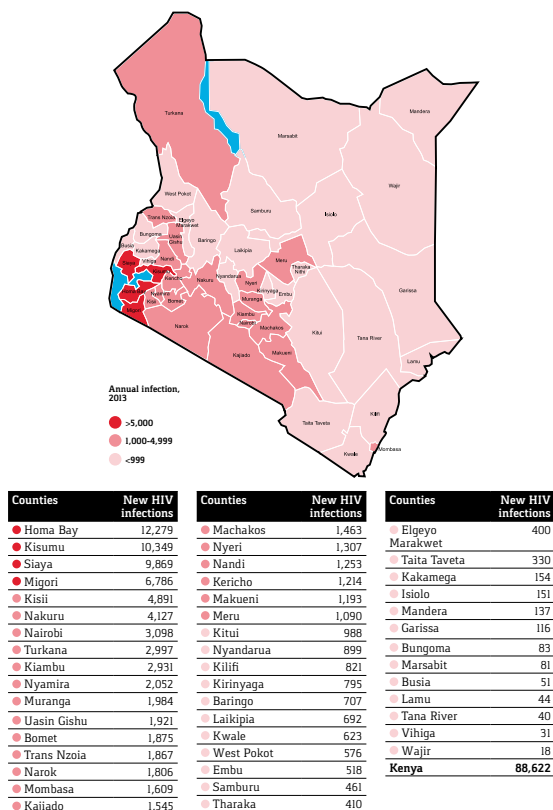 Turkana
Marsabit
Mandera
Wajir
West Pokot
Samburu
Isiolo
Trans Nzoia
Elgeyo
Marakwet
Bungoma
Uasin
Gishu
Baringo
Laikipia
Busia
Kakamega
Vihiga
Nandi
Meru
Siaya
Kisumu
Kericho
Nakuru
Nyandarua
Nyeri
Tharaka
Nithi
Kirinyaga
Embu
Garissa
Homa Bay
Nyamira
Kisii
Bomet
Muranga
Migori
Kiambu
Nairobi
Machakos
Narok
Kitui
Tana River
Kajiado
Makueni
Lamu
Taita Taveta
Kilifi
Kwale
Mombasa
Annual infection,
2013
>5,000
1,000-4,999
<999
Counties New HIV
infections
Homa Bay 12,279
Kisumu 10,349
Siaya 9,869
Migori 6,786
Kisii 4,891
Nakuru 4,127
Nairobi 3,098
Turkana 2,997
Kiambu 2,931
Nyamira 2,052
Muranga 1,984
Uasin Gishu 1,921
Bomet 1,875
Trans Nzoia 1,867
Narok 1,806
Mombasa 1,609
Kajiado 1,545
Counties New HIV
infections
Machakos 1,463
Nyeri 1,307
Nandi 1,253
Kericho 1,214
Makueni 1,193
Meru 1,090
Kitui 988
Nyandarua 899
Kilifi 821
Kirinyaga 795
Baringo 707
Laikipia 692
Kwale 623
West Pokot 576
Embu 518
Samburu 461
Tharaka 410
Counties New HIV
infections
Elgeyo 400
Marakwet
Taita Taveta 330
Kakamega 154
Isiolo 151
Mandera 137
Garissa 116
Bungoma 83
Marsabit 81
Busia 51
Lamu 44
Tana River 40
Vihiga 31
Wajir 18
Kenya 88,622